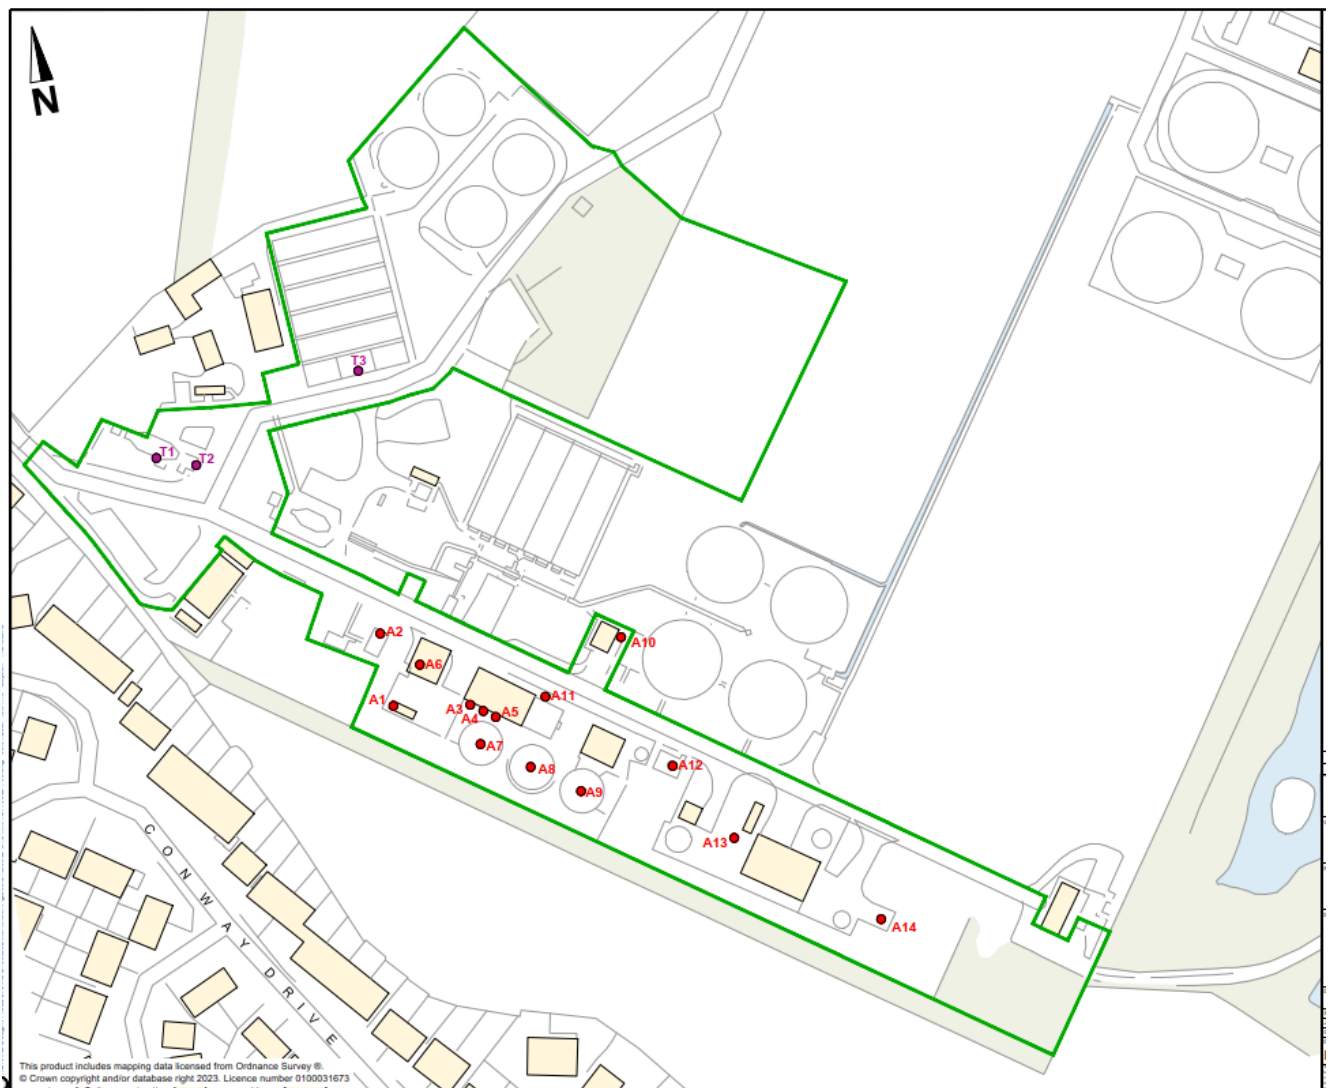 N
T3
T1
T2
A10
A2
A6
A11
A1
A3
A5
A4
A7
A8
A12
A9
A13
A14
CONWAY DRIVE
This product includes mapping data licensed from Ordnance Survey ®.
© Crown copyright and/or database right 2023. Licence number 0100031673